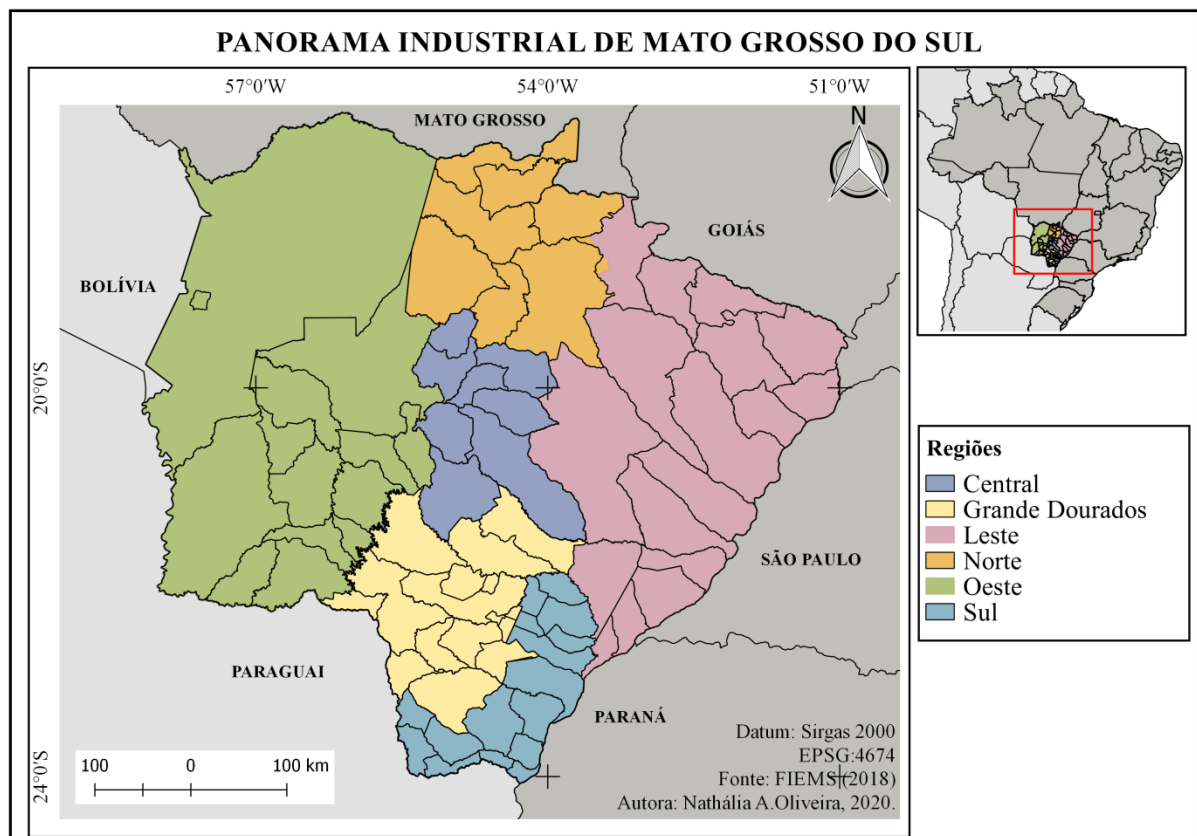 PANORAMA INDUSTRIAL DE MATO GROSSO DO SUL
57°0'W
54°0'W
51°0'W
MATO GROSSO
N
GOIÁS
BOLÍVIA
20°0'S
SÃO PAULO
PARAGUAI
PARANÁ
24°0'S
100
0
100 km
Datum: Sirgas 2000
EPSG:4674
Fonte: FIEMS (2018)
Autora: Nathália A.Oliveira, 2020.
Regiões
Central
Grande Dourados
Leste
Norte
Oeste
Sul